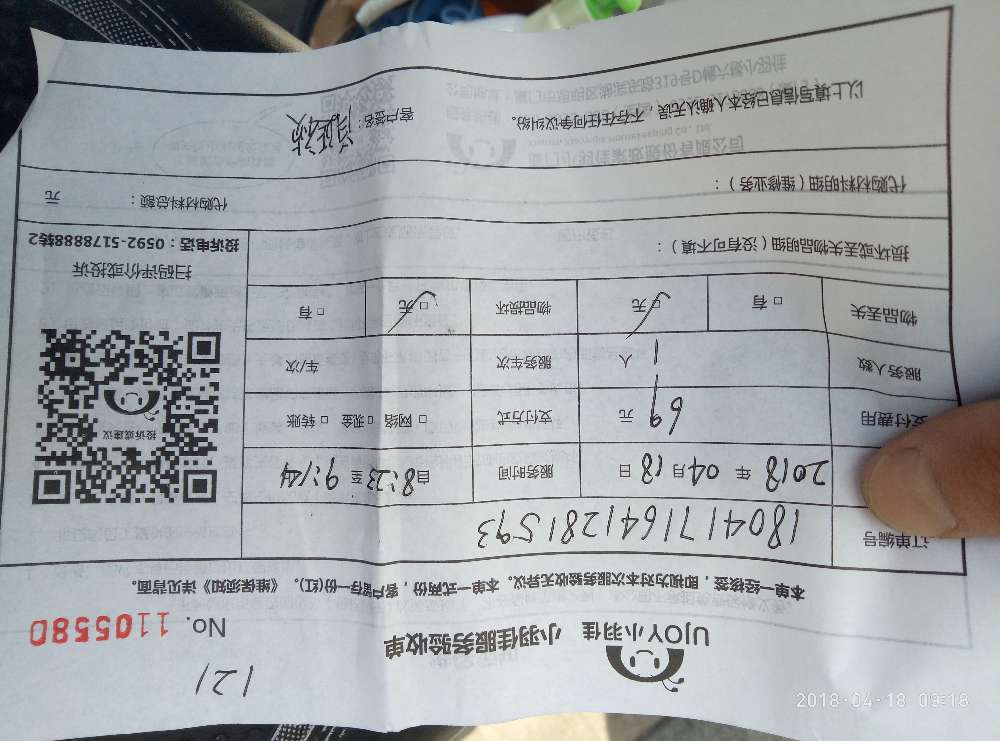 121
UJOY小羽佳 小羽佳服务验收单
No. 1105580
本单一经核签，即视为对本次服务验收无异议。本单一式两份，客户留存一份(红)。《维保须知》详见背面。
订单编号 1804171641281593
2018 年 04 月 18 日 服务时间 自8:23至9:14
支付费用 69 元 支付方式 □ 网络 □ 现金 □ 转账
服务人数 1 人 服务车次 车/次
物品丢失 □ 有 □ 无 物品损坏 □ 无 □ 有
损坏或丢失物品明细（没有可不填）：
扫码评价或投诉
投诉电话：0592-5178888转2
投诉或建议
代购材料明细（维修业务）：
代购材料总额： 元
以上填写信息已经本人确认无误，不存在任何争议纠纷。
客户签名：
2018-04-18 09:18